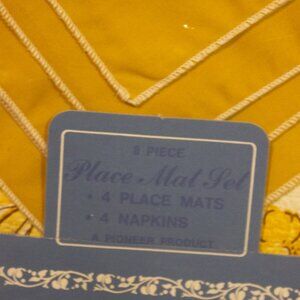 8 PIECE
Place Mat Set
• 4 PLACE MATS
• 4 NAPKINS
A PIONEER PRODUCT